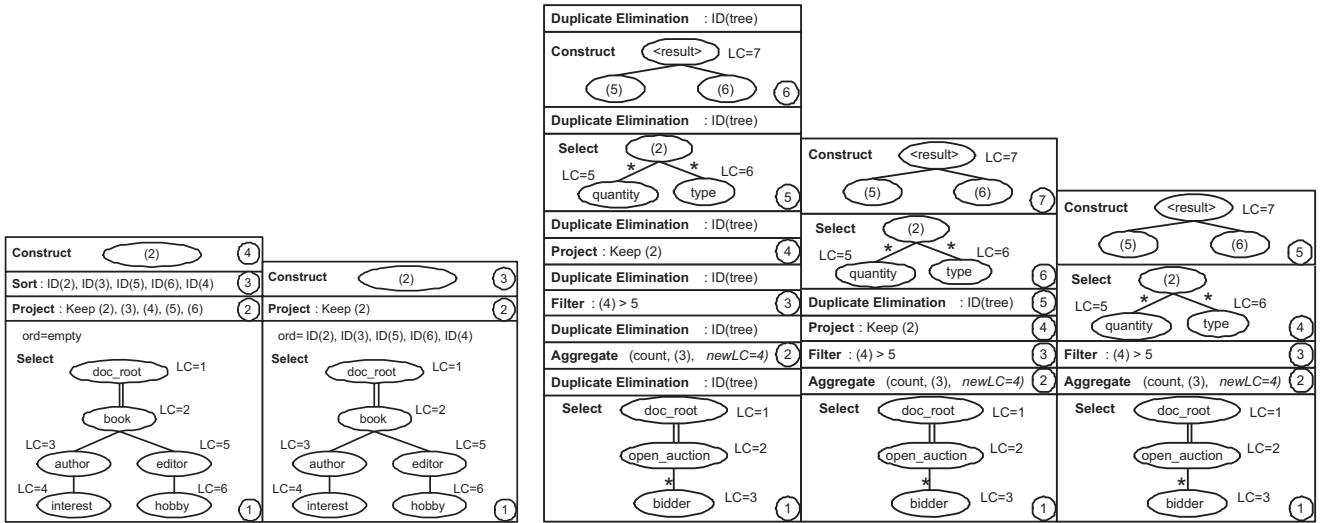 Construct (2) 4
Sort : ID(2), ID(3), ID(5), ID(6), ID(4) 3
Project : Keep (2), (3), (4), (5), (6) 2
ord=empty
Select
doc_root LC=1
book LC=2
LC=3 LC=5
author editor
LC=4 LC=6
interest hobby 1
Construct (2) 3
Project : Keep (2) 2
ord= ID(2), ID(3), ID(5), ID(6), ID(4)
Select
doc_root LC=1
book LC=2
LC=3 LC=5
author editor
LC=4 LC=6
interest hobby 1
Duplicate Elimination : ID(tree)
Construct <result> LC=7
(5) (6) 6
Duplicate Elimination : ID(tree)
Select (2)
LC=5 * * LC=6
quantity type 5
Duplicate Elimination : ID(tree)
Project : Keep (2) 4
Duplicate Elimination : ID(tree)
Filter : (4) > 5 3
Duplicate Elimination : ID(tree)
Aggregate (count, (3), newLC=4) 2
Duplicate Elimination : ID(tree)
Select doc_root LC=1
open_auction LC=2
*
bidder LC=3 1
Construct <result> LC=7
(5) (6) 7
Select (2)
LC=5 * * LC=6
quantity type 6
Duplicate Elimination : ID(tree) 5
Project : Keep (2) 4
Filter : (4) > 5 3
Aggregate (count, (3), newLC=4) 2
Select doc_root LC=1
open_auction LC=2
*
bidder LC=3 1
Construct <result> LC=7
(5) (6) 5
Select (2)
LC=5 * * LC=6
quantity type 4
Filter : (4) > 5 3
Aggregate (count, (3), newLC=4) 2
Select doc_root LC=1
open_auction LC=2
*
bidder LC=3 1